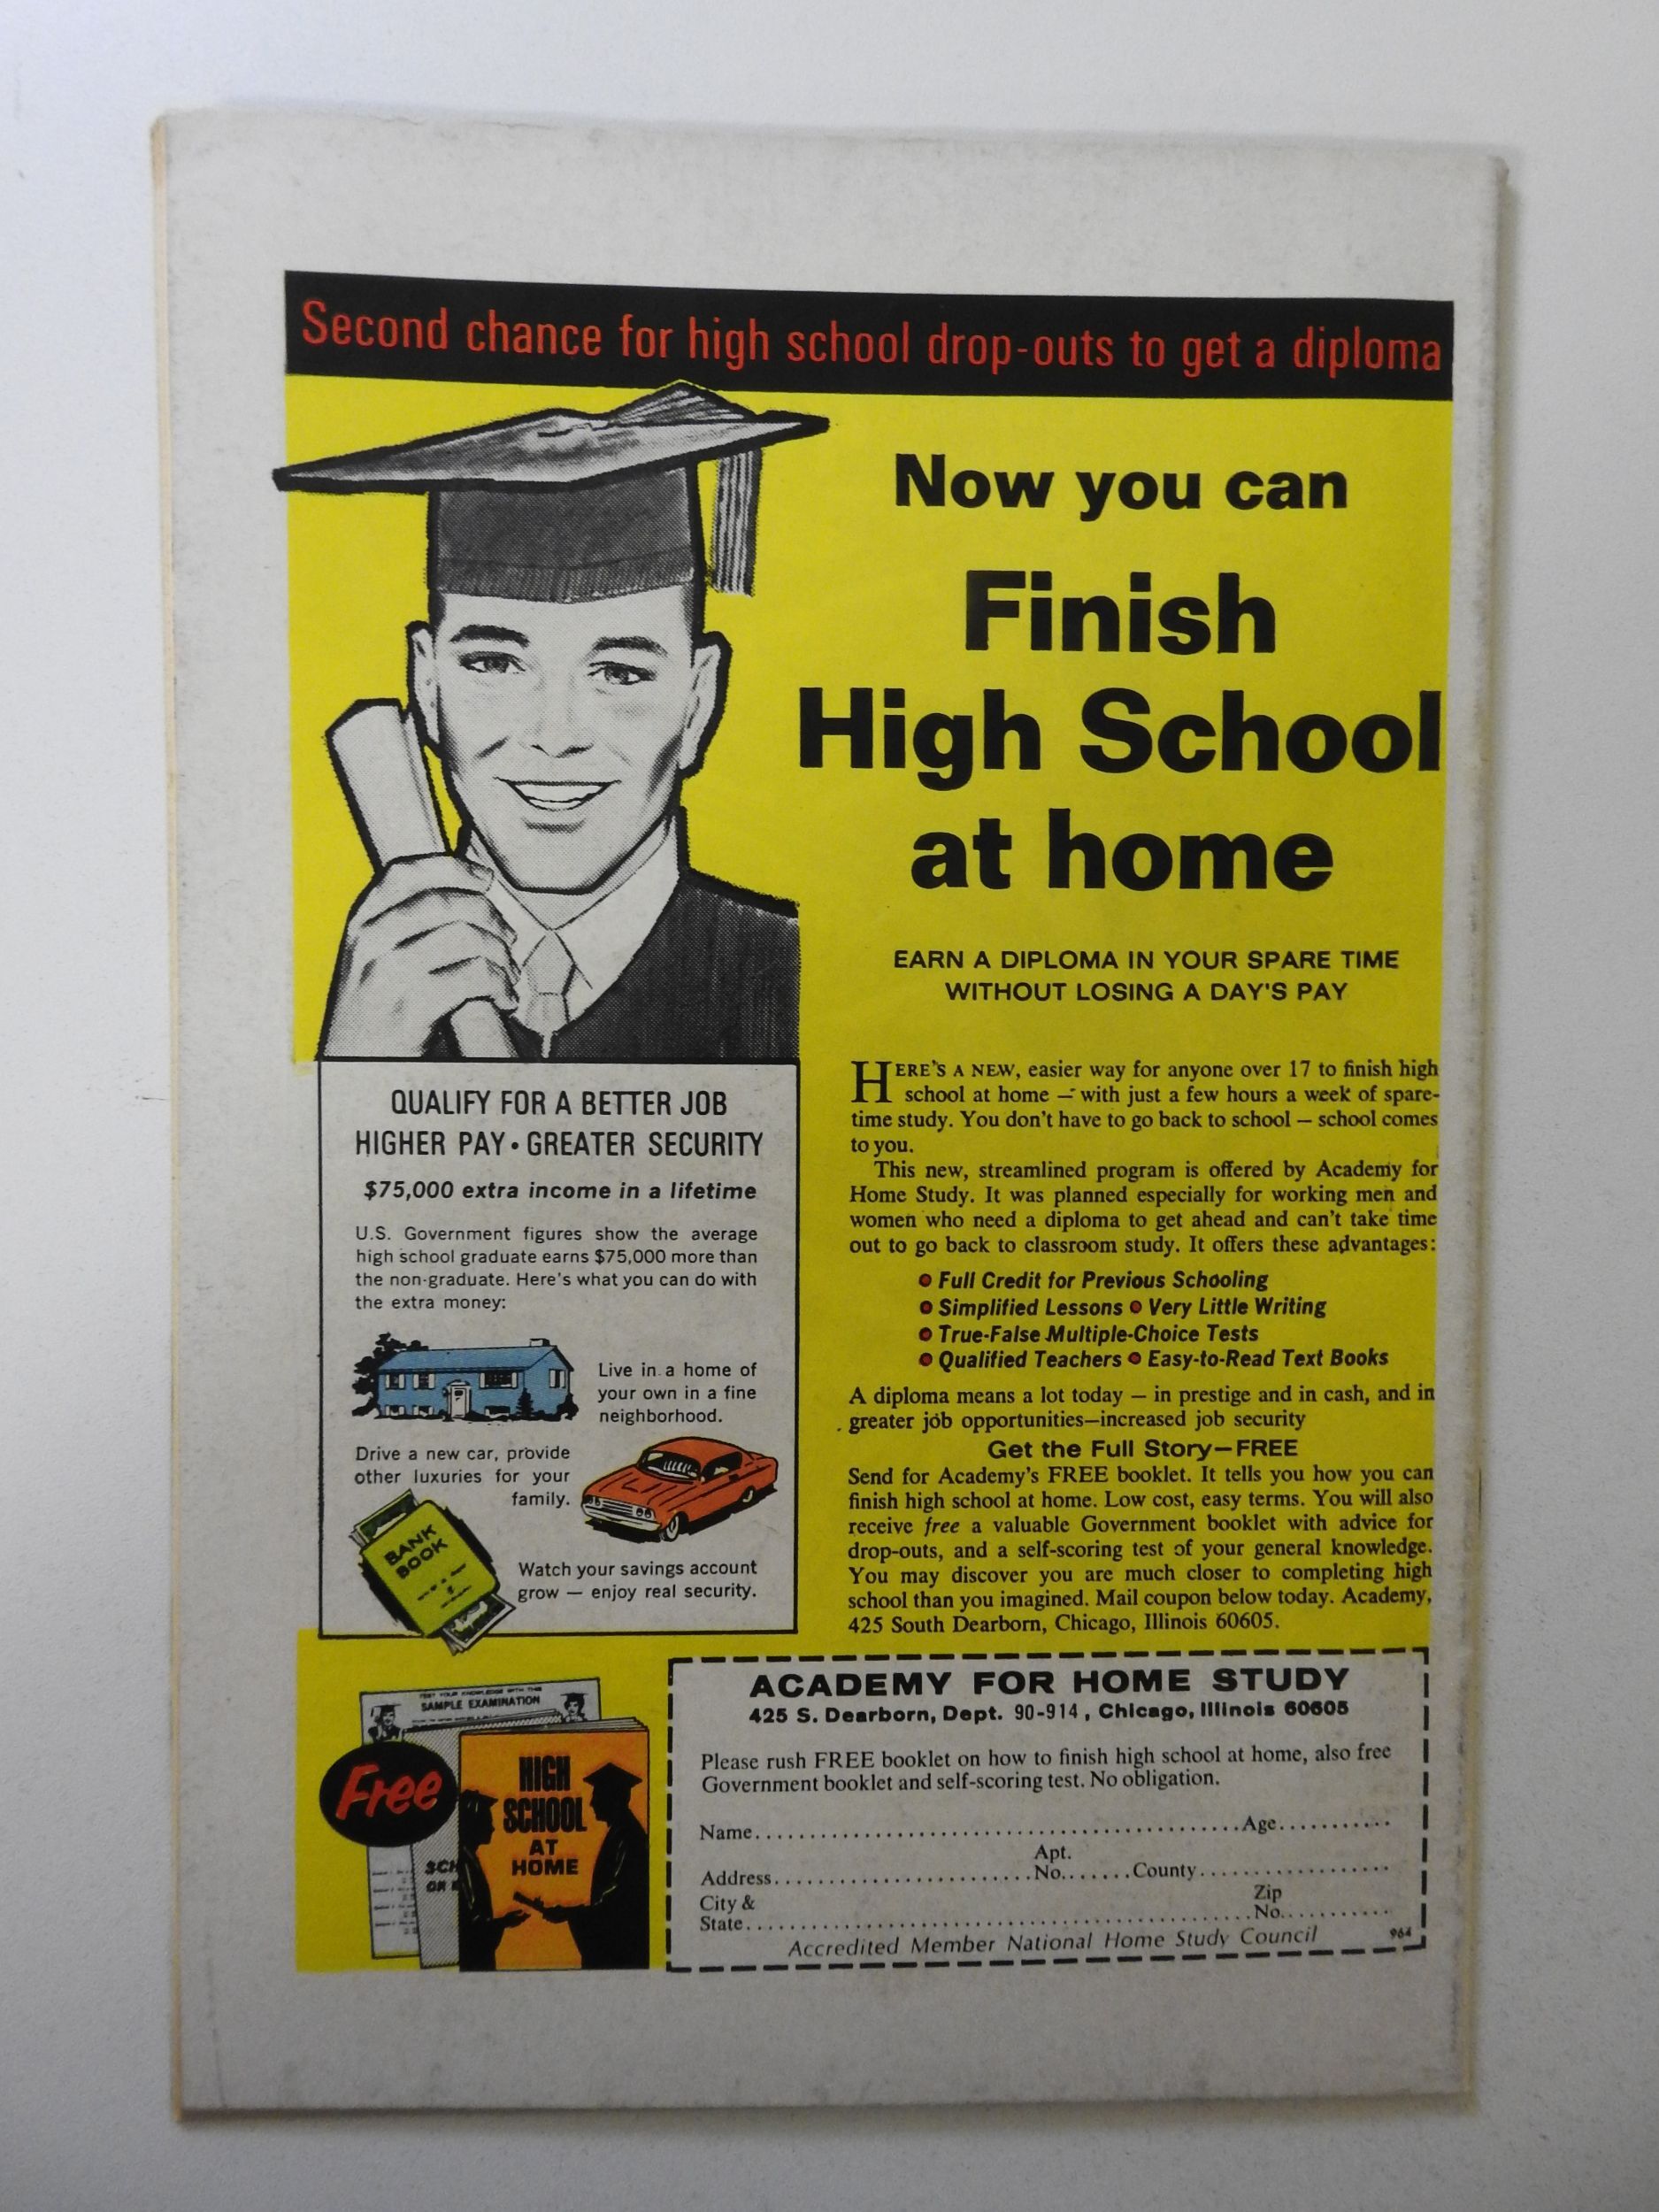 Second chance for high school drop-outs to get a diploma
Now you can
Finish
High School
at home
EARN A DIPLOMA IN YOUR SPARE TIME
WITHOUT LOSING A DAY'S PAY
HERE'S A NEW, easier way for anyone over 17 to finish high
school at home — with just a few hours a week of spare-
time study. You don't have to go back to school — school comes
to you.
This new, streamlined program is offered by Academy for
Home Study. It was planned especially for working men and
women who need a diploma to get ahead and can't take time
out to go back to classroom study. It offers these advantages:
• Full Credit for Previous Schooling
• Simplified Lessons • Very Little Writing
• True-False Multiple-Choice Tests
• Qualified Teachers • Easy-to-Read Text Books
A diploma means a lot today — in prestige and in cash, and in
greater job opportunities—increased job security
Get the Full Story—FREE
Send for Academy's FREE booklet. It tells you how you can
finish high school at home. Low cost, easy terms. You will also
receive free a valuable Government booklet with advice for
drop-outs, and a self-scoring test of your general knowledge.
You may discover you are much closer to completing high
school than you imagined. Mail coupon below today. Academy,
425 South Dearborn, Chicago, Illinois 60605.
QUALIFY FOR A BETTER JOB
HIGHER PAY • GREATER SECURITY
$75,000 extra income in a lifetime
U.S. Government figures show the average
high school graduate earns $75,000 more than
the non-graduate. Here's what you can do with
the extra money:
Live in a home of
your own in a fine
neighborhood.
Drive a new car, provide
other luxuries for your
family.
BANK
BOOK
Watch your savings account
grow — enjoy real security.
TEST YOUR KNOWLEDGE WITH THIS
SAMPLE EXAMINATION
Free
HIGH
SCHOOL
AT
HOME
ACADEMY FOR HOME STUDY
425 S. Dearborn, Dept. 90-914, Chicago, Illinois 60605
Please rush FREE booklet on how to finish high school at home, also free
Government booklet and self-scoring test. No obligation.
Name..........Age..........
Apt.
Address..........No.......County..........
City & Zip
State..........No..........
Accredited Member National Home Study Council 964